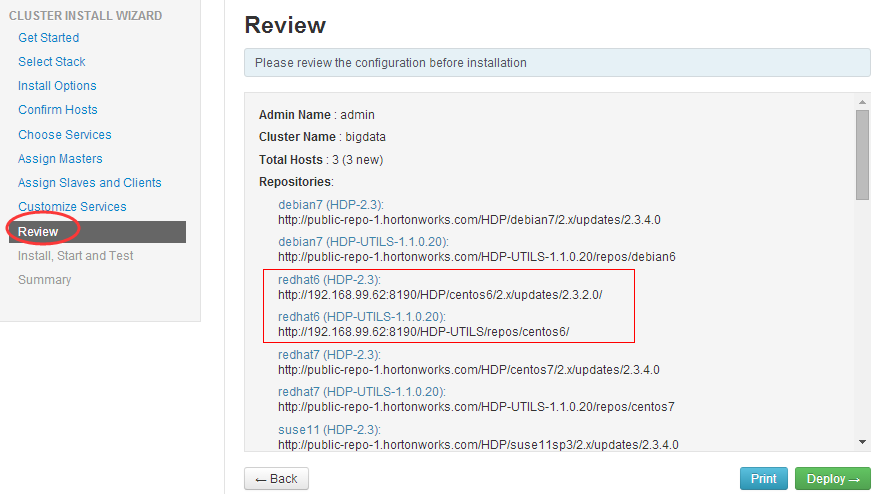 CLUSTER INSTALL WIZARD
Get Started
Select Stack
Install Options
Confirm Hosts
Choose Services
Assign Masters
Assign Slaves and Clients
Customize Services
Review
Install, Start and Test
Summary
Review
Please review the configuration before installation
Admin Name : admin
Cluster Name : bigdata
Total Hosts : 3 (3 new)
Repositories:
debian7 (HDP-2.3):
http://public-repo-1.hortonworks.com/HDP/debian7/2.x/updates/2.3.4.0
debian7 (HDP-UTILS-1.1.0.20):
http://public-repo-1.hortonworks.com/HDP-UTILS-1.1.0.20/repos/debian6
redhat6 (HDP-2.3):
http://192.168.99.62:8190/HDP/centos6/2.x/updates/2.3.2.0/
redhat6 (HDP-UTILS-1.1.0.20):
http://192.168.99.62:8190/HDP-UTILS/repos/centos6/
redhat7 (HDP-2.3):
http://public-repo-1.hortonworks.com/HDP/centos7/2.x/updates/2.3.4.0
redhat7 (HDP-UTILS-1.1.0.20):
http://public-repo-1.hortonworks.com/HDP-UTILS-1.1.0.20/repos/centos7
suse11 (HDP-2.3):
http://public-repo-1.hortonworks.com/HDP/suse11sp3/2.x/updates/2.3.4.0
← Back
Print
Deploy →